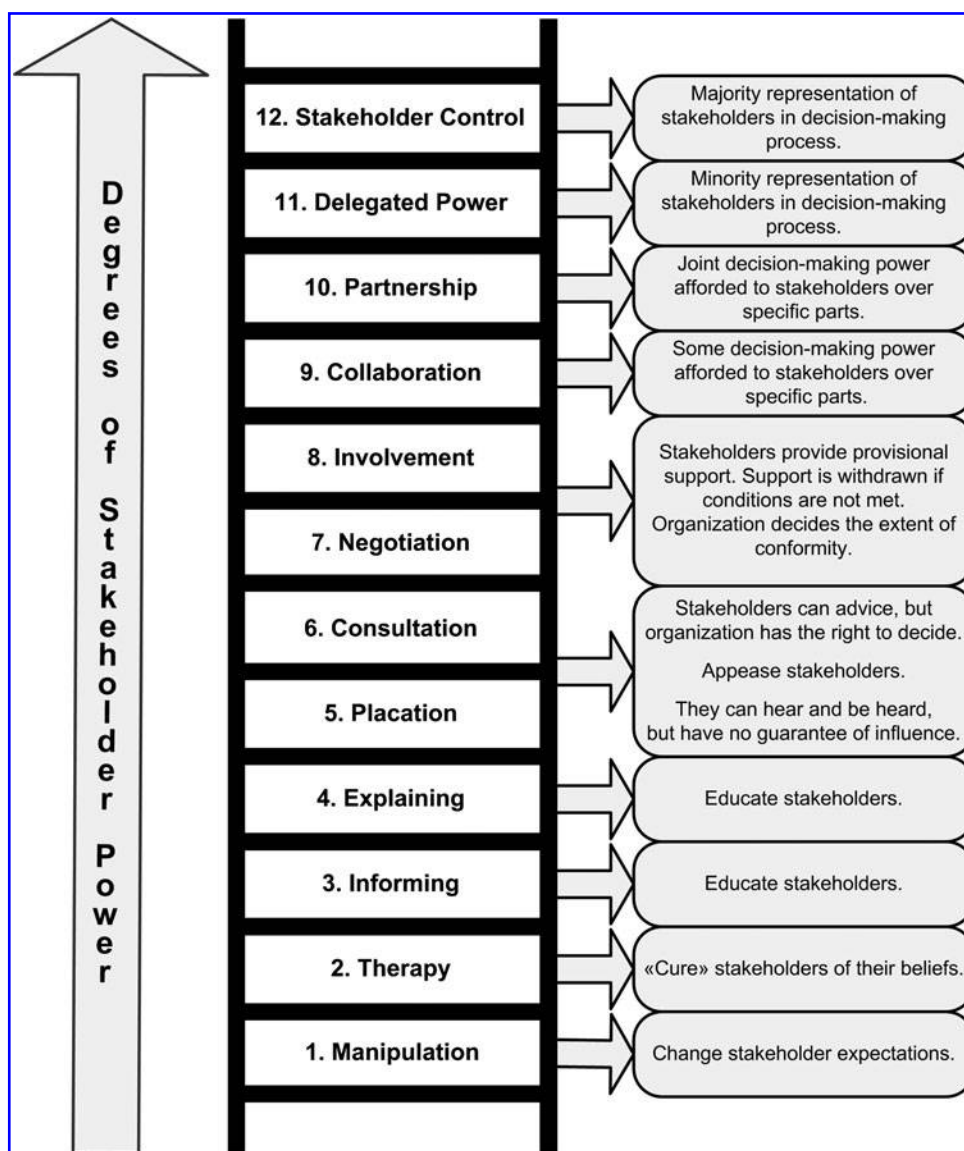 Degrees of Stakeholder Power
12. Stakeholder Control
Majority representation of
stakeholders in decision-making
process.
11. Delegated Power
Minority representation of
stakeholders in decision-making
process.
10. Partnership
Joint decision-making power
afforded to stakeholders over
specific parts.
9. Collaboration
Some decision-making power
afforded to stakeholders over
specific parts.
8. Involvement
7. Negotiation
Stakeholders provide provisional
support. Support is withdrawn if
conditions are not met.
Organization decides the extent of
conformity.
6. Consultation
5. Placation
Stakeholders can advice, but
organization has the right to decide.
Appease stakeholders.
They can hear and be heard,
but have no guarantee of influence.
4. Explaining
Educate stakeholders.
3. Informing
Educate stakeholders.
2. Therapy
«Cure» stakeholders of their beliefs.
1. Manipulation
Change stakeholder expectations.